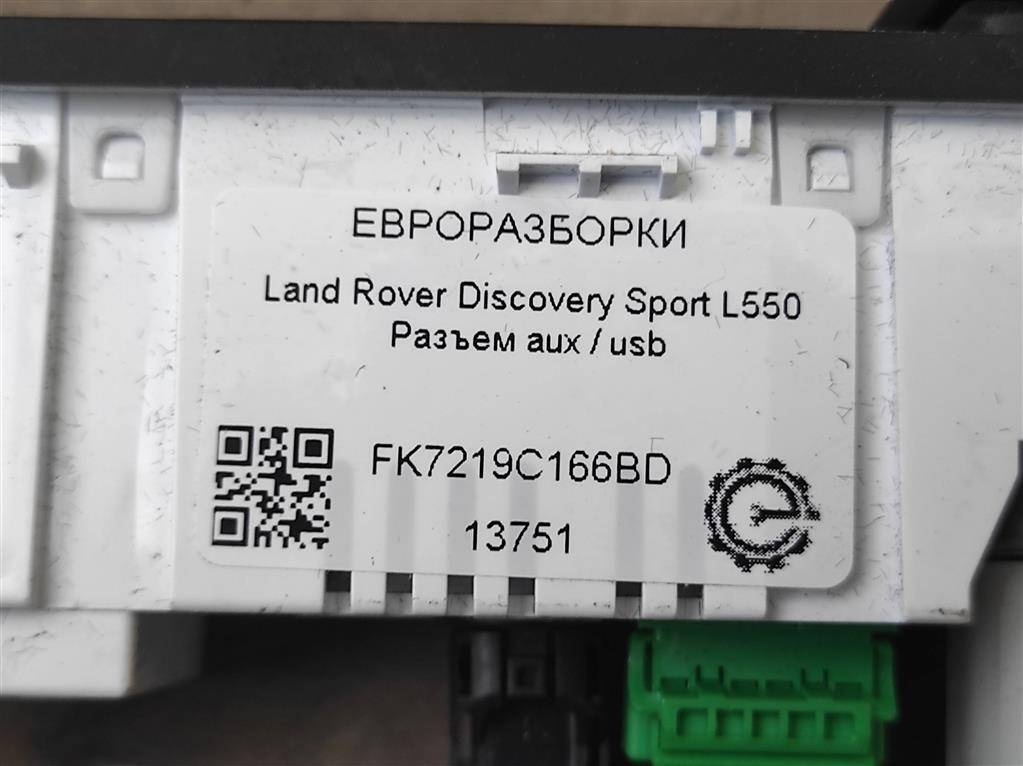 ЕВРОРАЗБОРКИ
Land Rover Discovery Sport L550
Разъем aux / usb
FK7219C166BD
13751